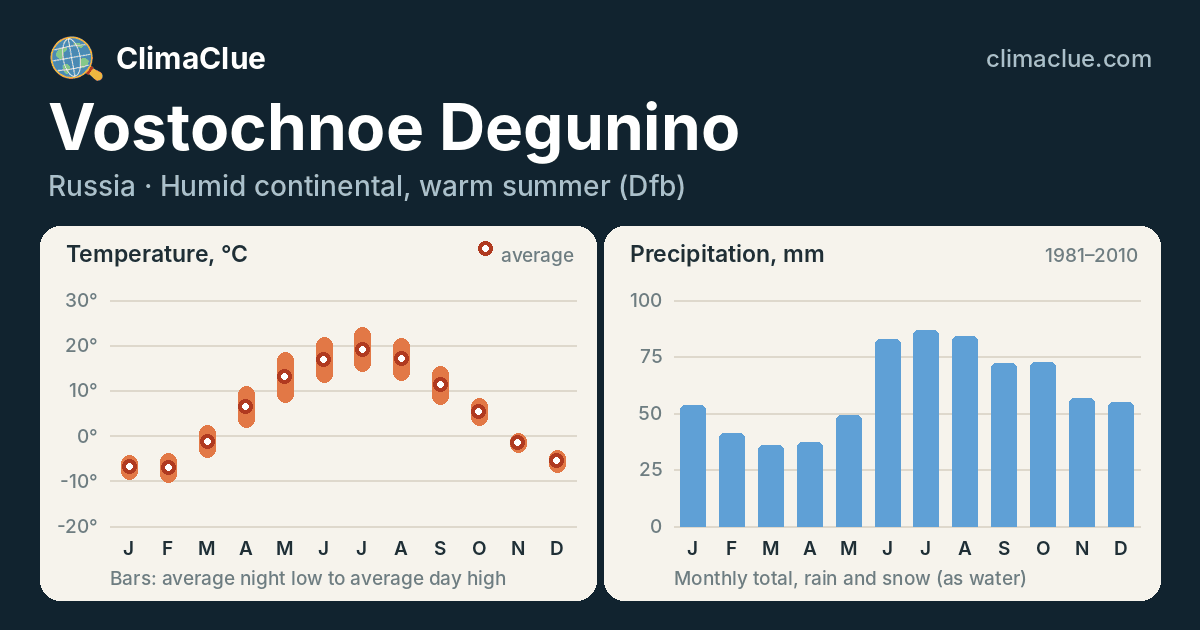 ClimaClue
climaclue.com
Vostochnoe Degunino
Russia · Humid continental, warm summer (Dfb)
Temperature, °C
average
30°
20°
10°
0°
-10°
-20°
J F M A M J J A S O N D
Bars: average night low to average day high
Precipitation, mm
1981–2010
100
75
50
25
0
J F M A M J J A S O N D
Monthly total, rain and snow (as water)